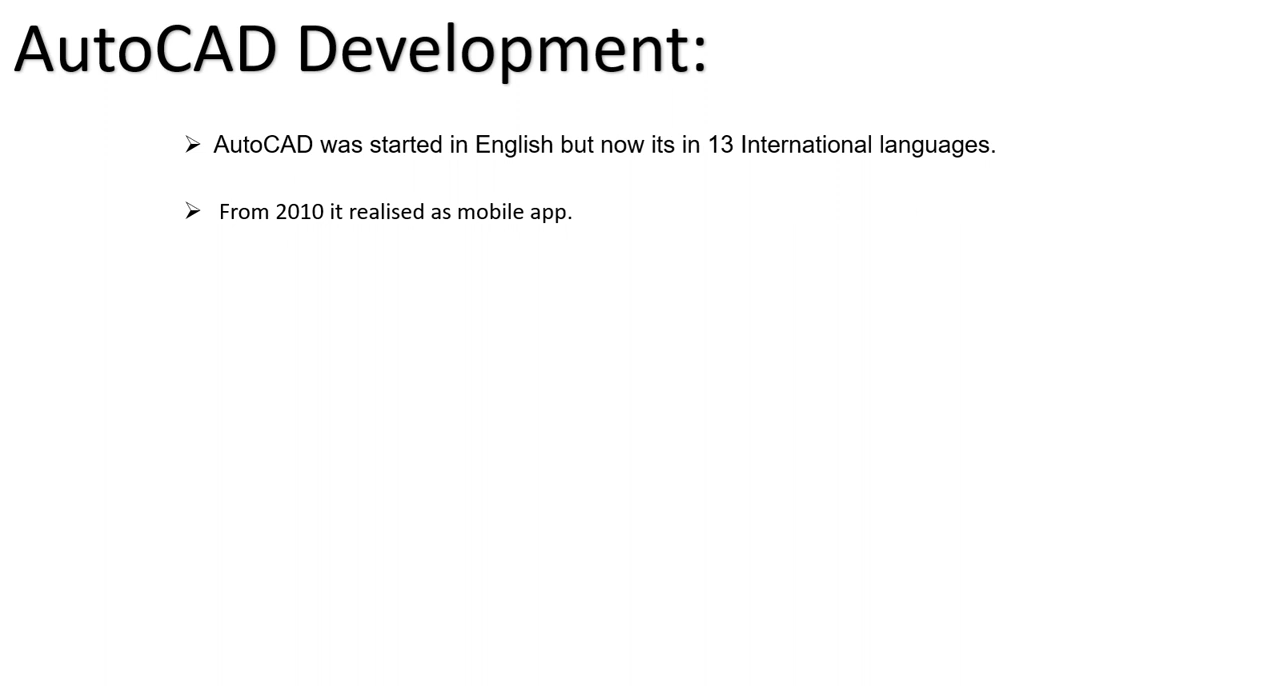 AutoCAD Development:
➢ AutoCAD was started in English but now its in 13 International languages.
➢ From 2010 it realised as mobile app.